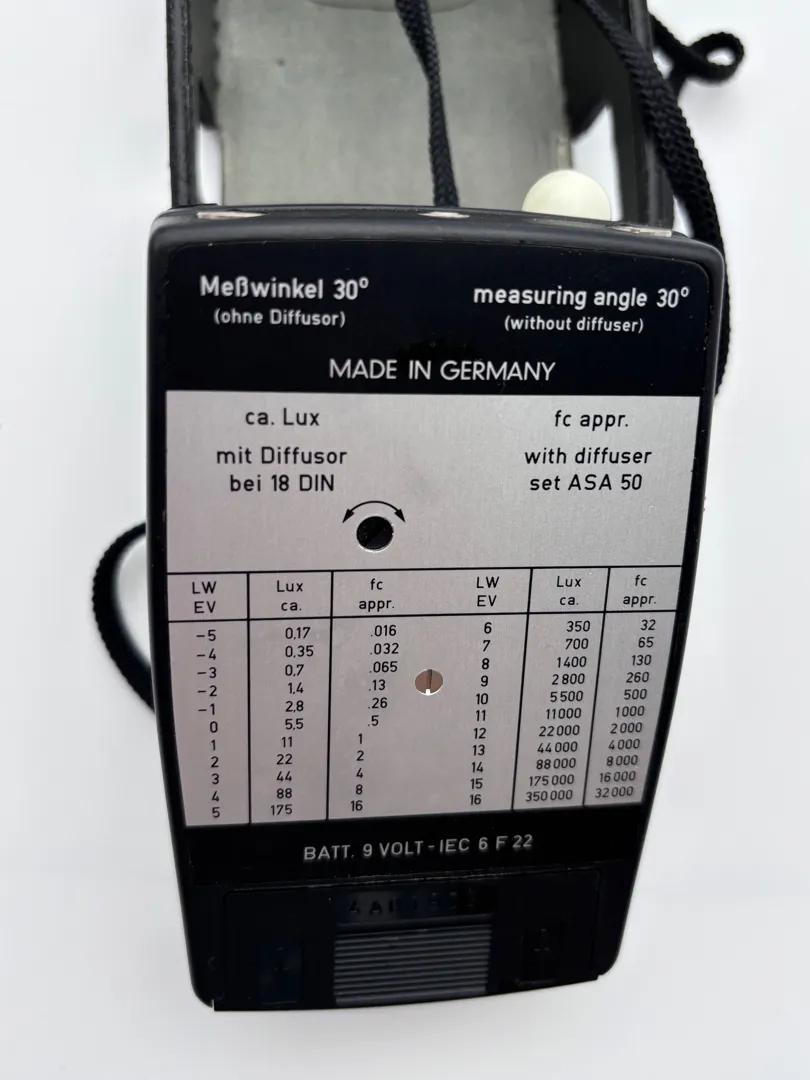 Meßwinkel 30° measuring angle 30°
(ohne Diffusor) (without diffuser)
MADE IN GERMANY
ca. Lux fc appr.
mit Diffusor with diffuser
bei 18 DIN set ASA 50
LW Lux fc LW Lux fc
EV ca. appr. EV ca. appr.
-5 0,17 .016 6 350 32
-4 0,35 .032 7 700 65
-3 0,7 .065 8 1400 130
-2 1,4 .13 9 2800 260
-1 2,8 .26 10 5500 500
0 5,5 .5 11 11000 1000
1 11 1 12 22000 2000
2 22 2 13 44000 4000
3 44 4 14 88000 8000
4 88 8 15 175000 16000
5 175 16 16 350000 32000
BATT. 9 VOLT-IEC 6 F 22